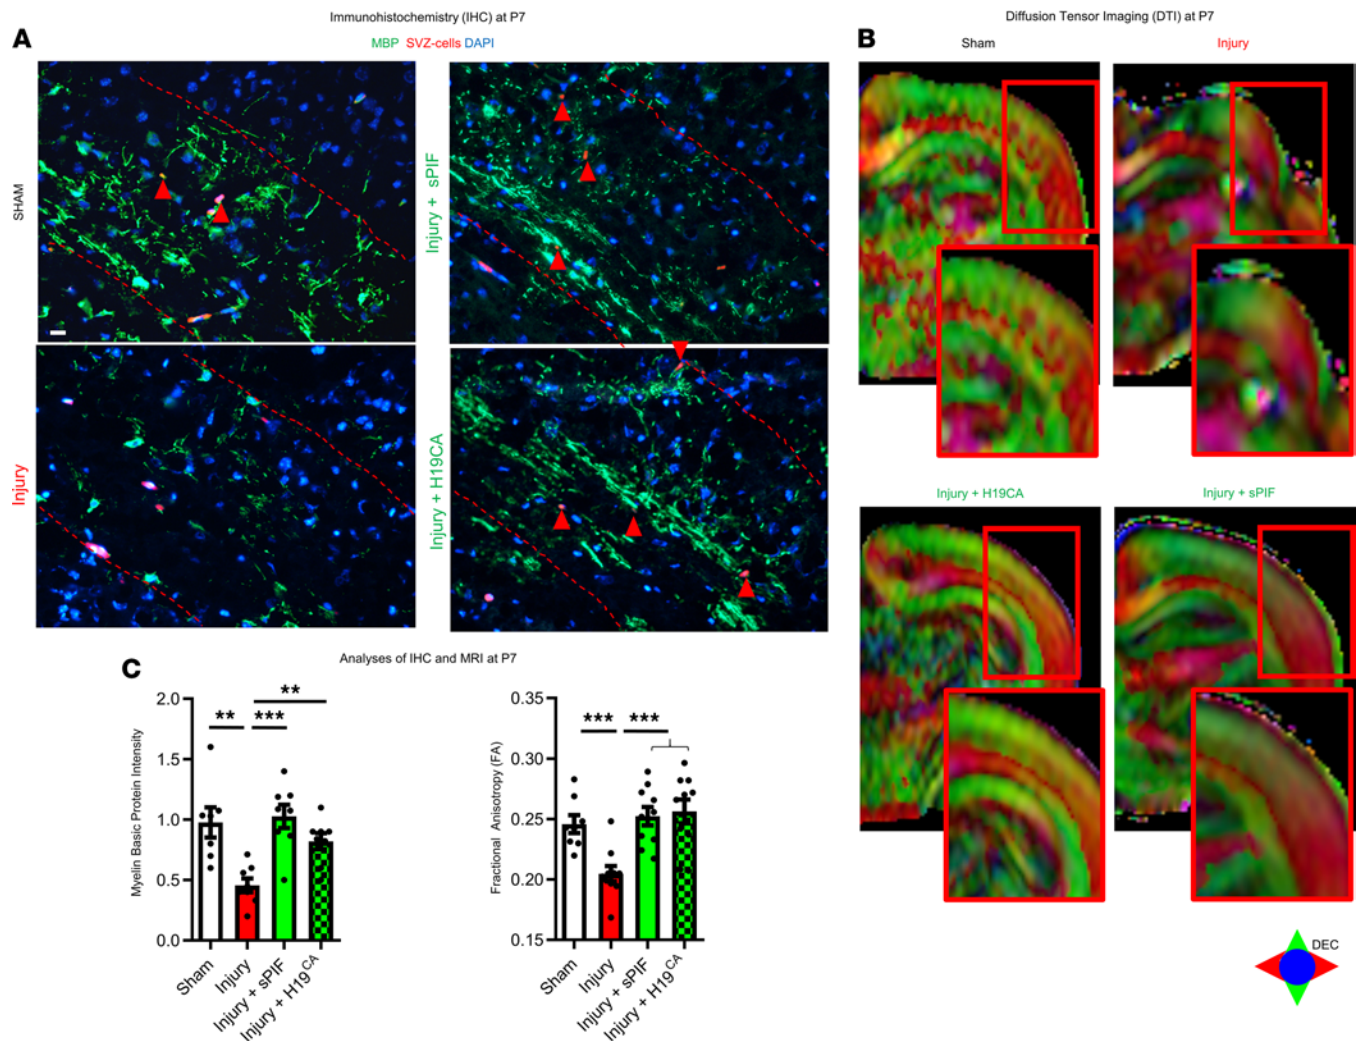 Immunohistochemistry (IHC) at P7
A
MBP SVZ-cells DAPI
SHAM
Injury + sPIF
Injury
Injury + H19CA
Diffusion Tensor Imaging (DTI) at P7
B
Sham
Injury
Injury + H19CA
Injury + sPIF
DEC
C
Analyses of IHC and MRI at P7
Myelin Basic Protein Intensity
2.0
1.5
1.0
0.5
0.0
**
***
**
Sham
Injury
Injury + sPIF
Injury + H19CA
Fractional Anisotropy (FA)
0.35
0.30
0.25
0.20
0.15
***
***
Sham
Injury
Injury + sPIF
Injury + H19CA